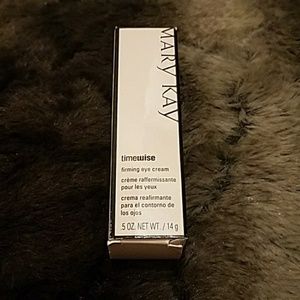 MARY KAY
timewise
firming eye cream
crème raffermissante
pour les yeux
crema reafirmante
para el contorno de
los ojos
.5 OZ. NET WT. / 14 g